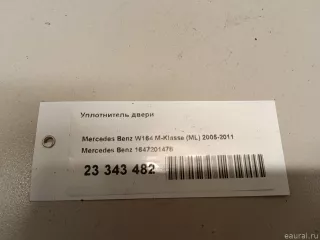 Уплотнитель двери
Mercedes Benz W164 M-Klasse (ML) 2005-2011
Mercedes Benz 1647201478
23 343 482
eaural.ru